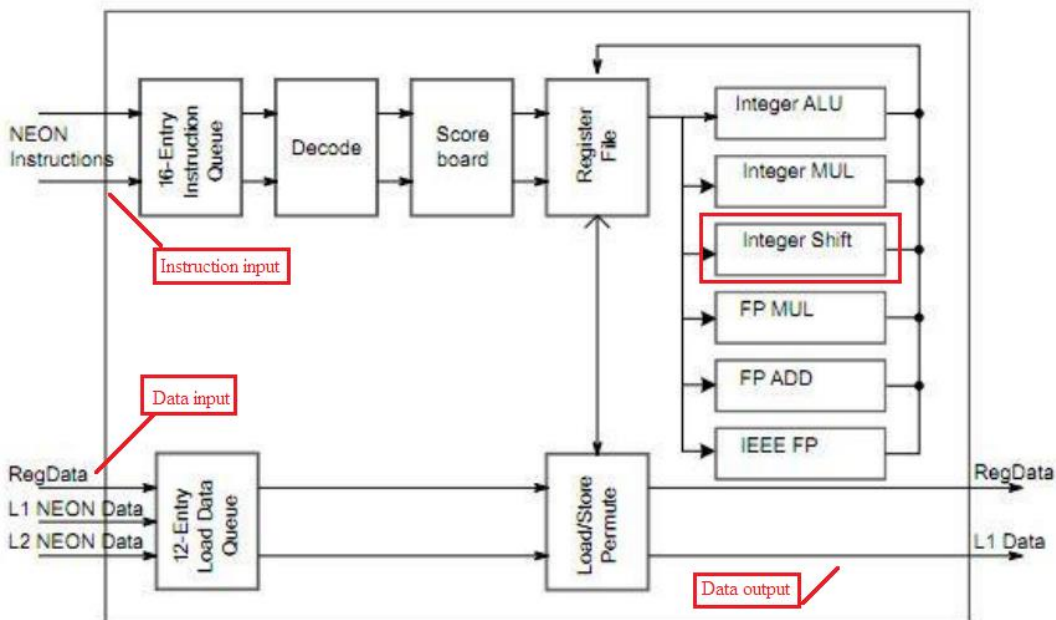 NEON
Instructions
16-Entry
Instruction
Queue
Decode
Score
board
Register
File
Integer ALU
Integer MUL
Integer Shift
FP MUL
FP ADD
IEEE FP
Instruction input
Data input
RegData
L1 NEON Data
L2 NEON Data
12-Entry
Load Data
Queue
Load/Store
Permute
RegData
L1 Data
Data output